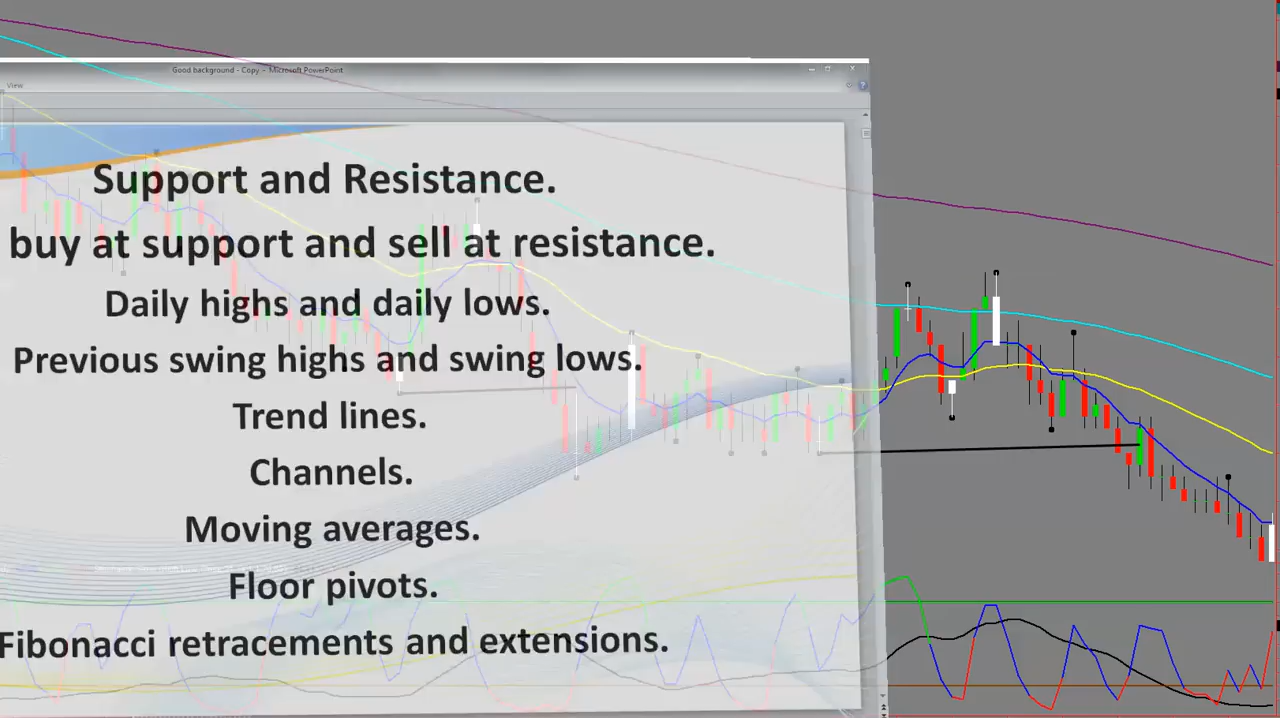 Good background - Copy - Microsoft PowerPoint
View
Support and Resistance.
buy at support and sell at resistance.
Daily highs and daily lows.
Previous swing highs and swing lows.
Trend lines.
Channels.
Moving averages.
Floor pivots.
Fibonacci retracements and extensions.